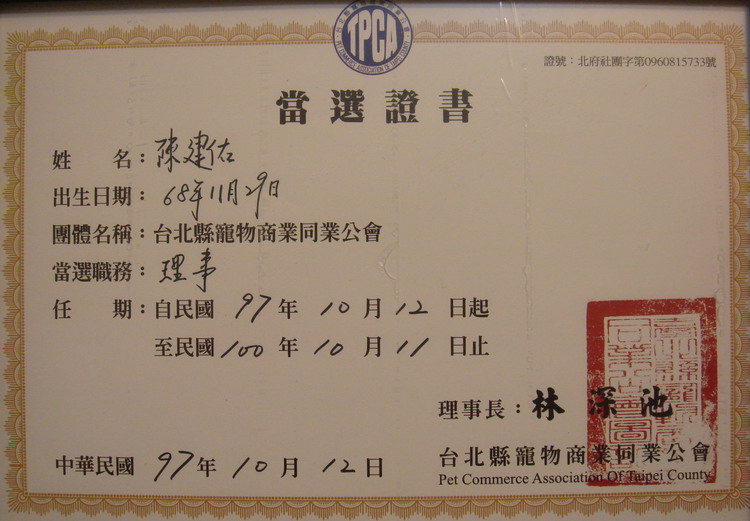 TPCA
PET COMMERCE ASSOCIATION OF TAIPEI COUNTY
證號：北府社團字第0960815733號
當選證書
姓　名：陳建佑
出生日期：68年11月29日
團體名稱：台北縣寵物商業同業公會
當選職務：理事
任　期：自民國 97 年 10 月 12 日起
至民國 100 年 10 月 11 日止
理事長：林深池
台北縣寵物商業同業公會
Pet Commerce Association Of Taipei County
中華民國 97 年 10 月 12 日